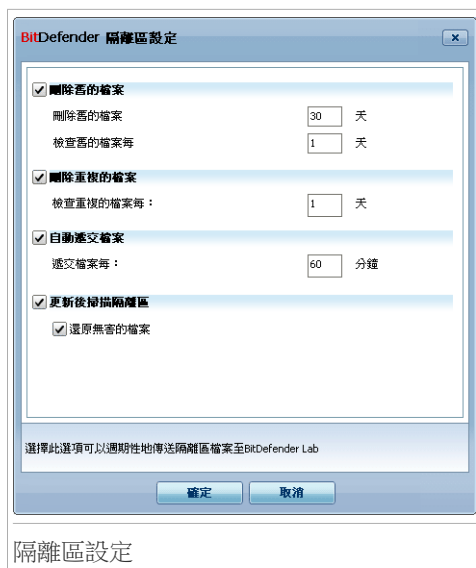 BitDefender 隔離區設定
刪除舊的檔案
刪除舊的檔案 30 天
檢查舊的檔案每 1 天
刪除重複的檔案
檢查重複的檔案每： 1 天
自動遞交檔案
遞交檔案每： 60 分鐘
更新後掃描隔離區
還原無害的檔案
選擇此選項可以週期性地傳送隔離區檔案至BitDefender Lab
確定 取消
隔離區設定